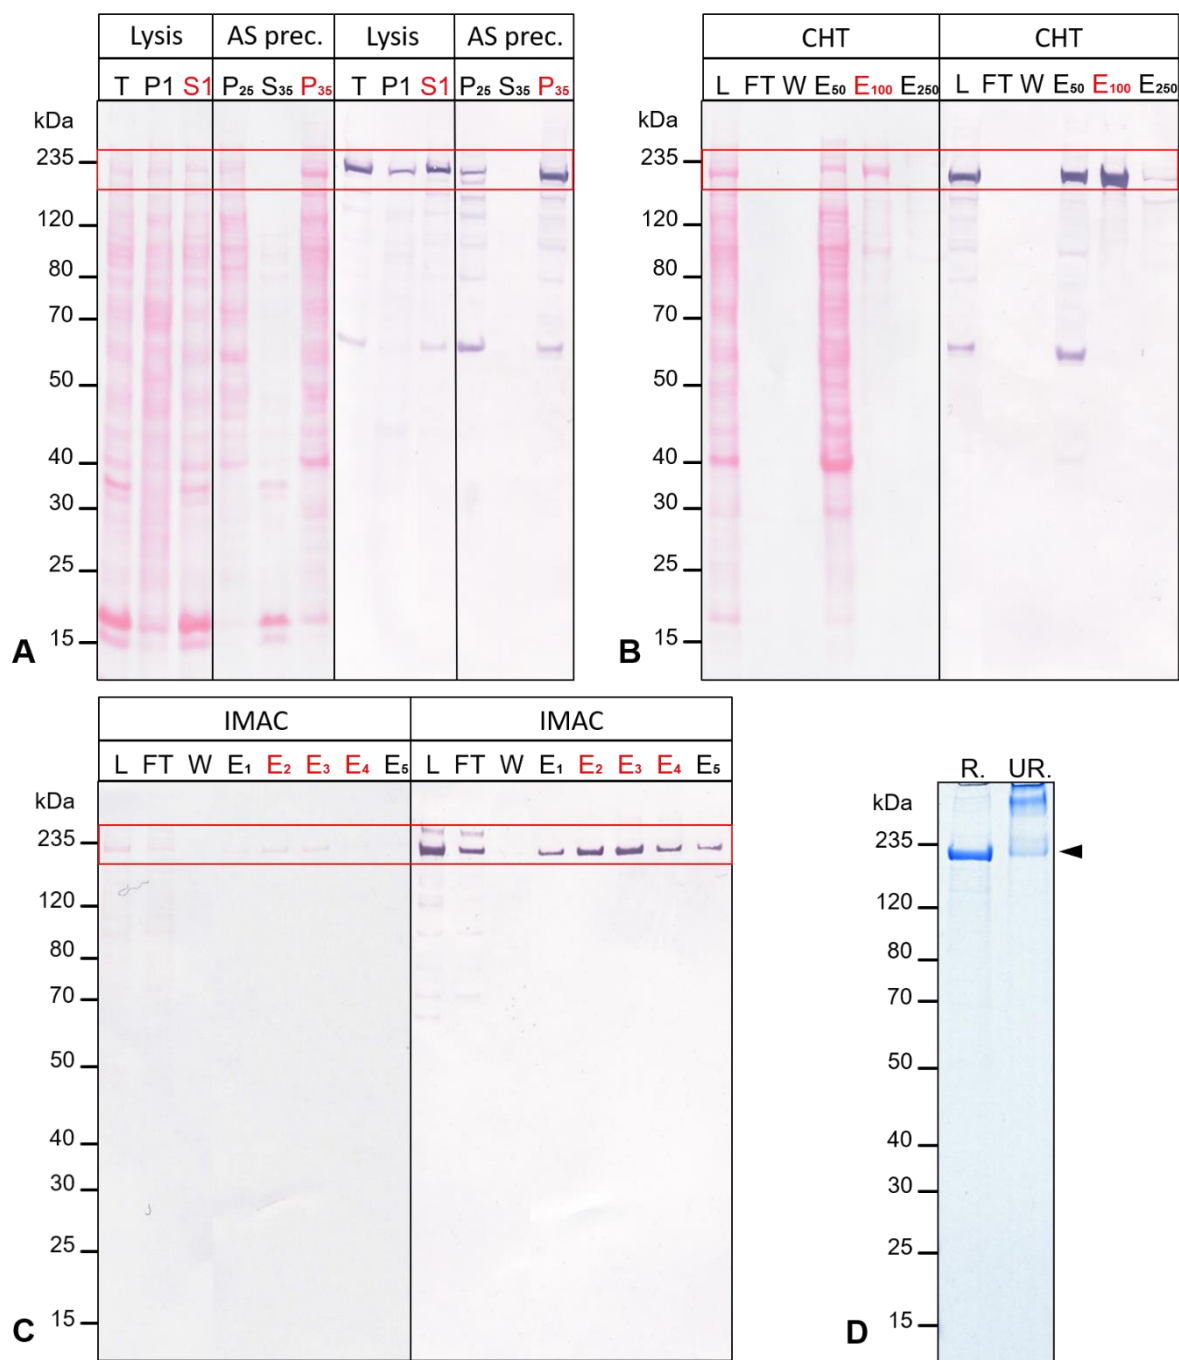 Lysis AS prec. Lysis AS prec.
T P1 S1 P25 S35 P35 T P1 S1 P25 S35 P35
kDa
235
120
80
70
50
40
30
25
15
A
CHT CHT
L FT W E50 E100 E250 L FT W E50 E100 E250
kDa
235
120
80
70
50
40
30
25
15
B
IMAC IMAC
L FT W E1 E2 E3 E4 E5 L FT W E1 E2 E3 E4 E5
kDa
235
120
80
70
50
40
30
25
15
C
R. UR.
kDa
235
120
80
70
50
40
30
25
15
D